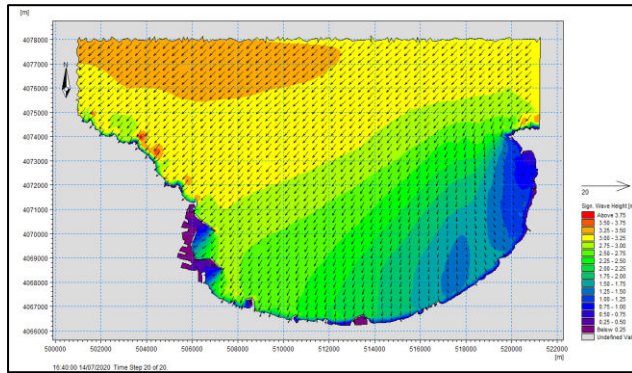 [m]
4078000
4077000
4076000
4075000
4074000
4073000
4072000
4071000
4070000
4069000
4068000
4067000
4066000
500000 502000 504000 506000 508000 510000 512000 514000 516000 518000 520000 522000
[m]
N
20
Sign. Wave Height [m]
Above 3.75
3.50 - 3.75
3.25 - 3.50
3.00 - 3.25
2.75 - 3.00
2.50 - 2.75
2.25 - 2.50
2.00 - 2.25
1.75 - 2.00
1.50 - 1.75
1.25 - 1.50
1.00 - 1.25
0.75 - 1.00
0.50 - 0.75
0.25 - 0.50
Below 0.25
Undefined Val
16:40:00 14/07/2020 Time Step 20 of 20.